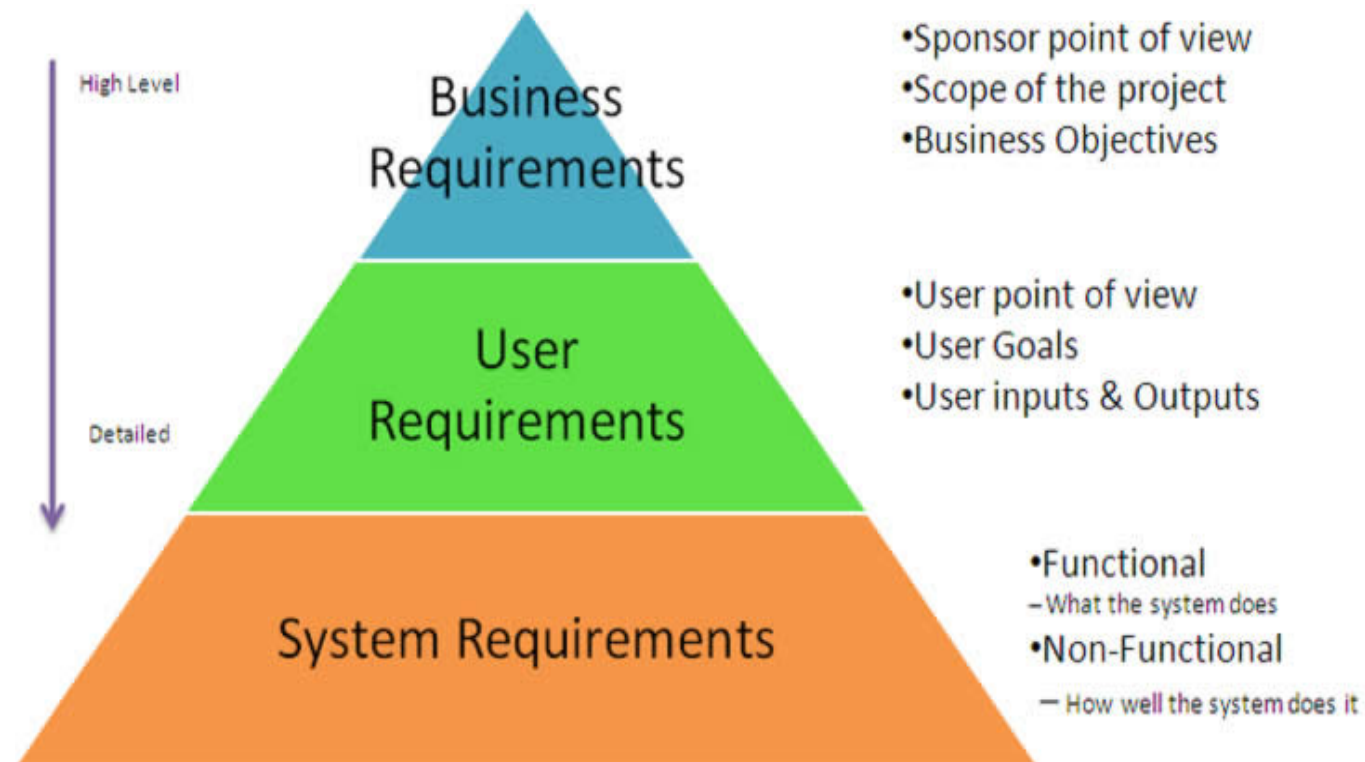 High Level
Detailed
Business
Requirements
•Sponsor point of view
•Scope of the project
•Business Objectives
User
Requirements
•User point of view
•User Goals
•User inputs & Outputs
System Requirements
•Functional
–What the system does
•Non-Functional
– How well the system does it